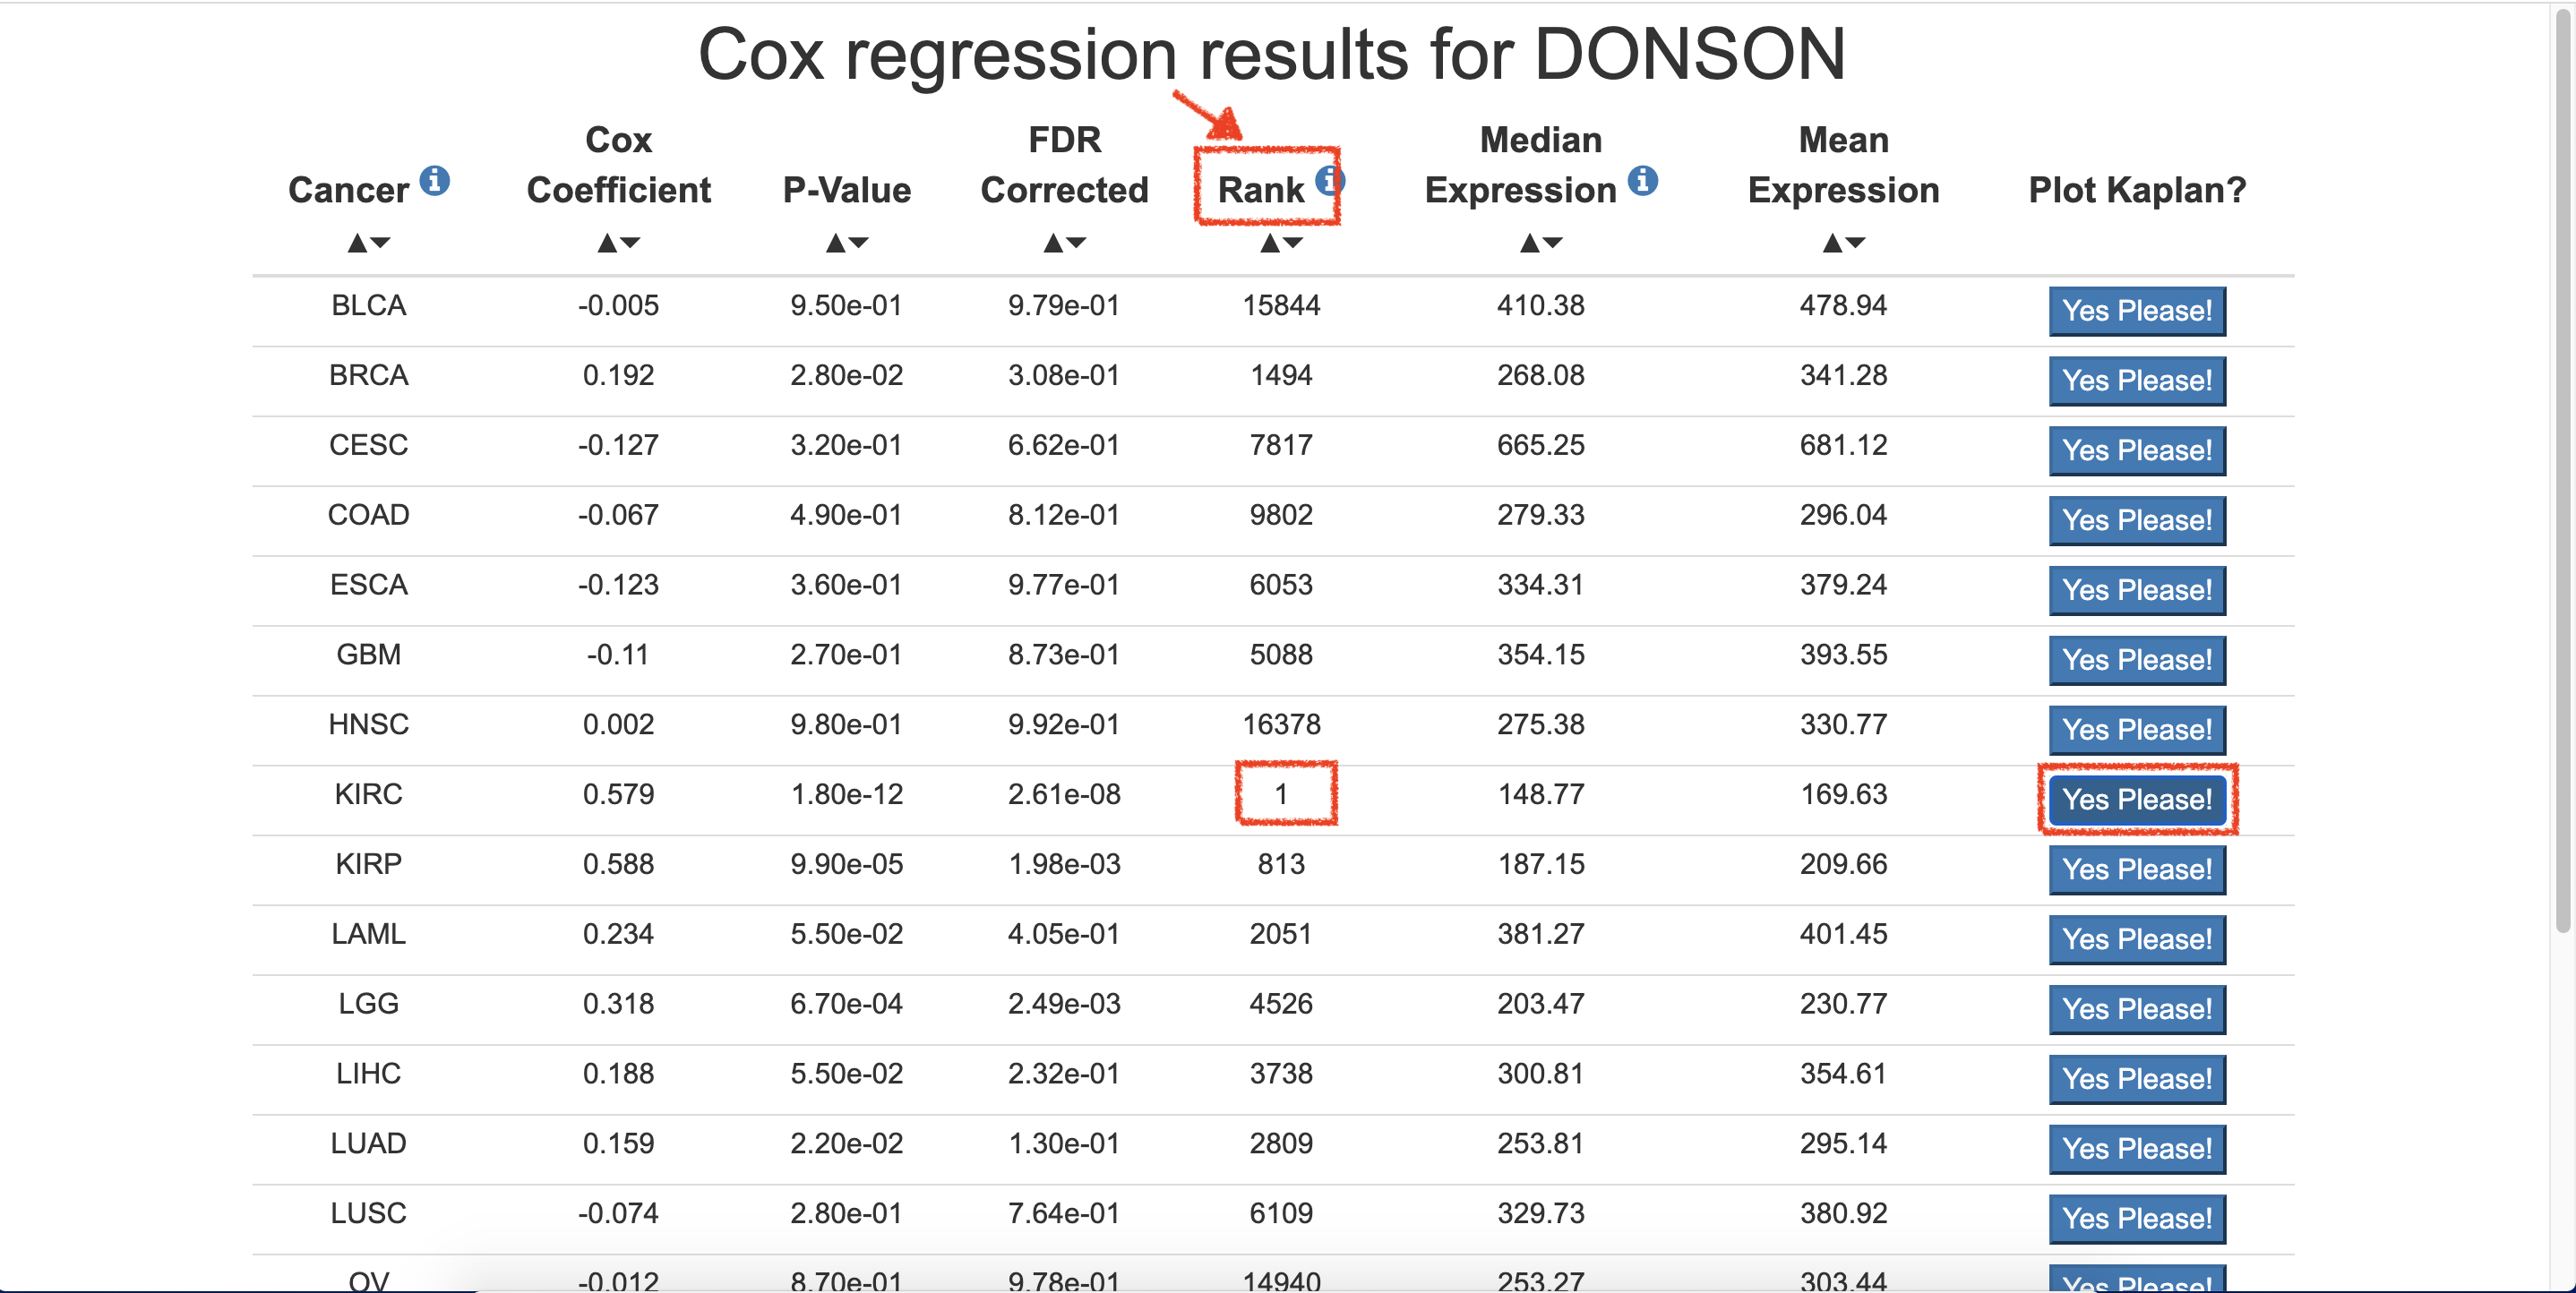 Cox regression results for DONSON
Cancer Cox Coefficient P-Value FDR Corrected Rank Median Expression Mean Expression Plot Kaplan?
BLCA -0.005 9.50e-01 9.79e-01 15844 410.38 478.94 Yes Please!
BRCA 0.192 2.80e-02 3.08e-01 1494 268.08 341.28 Yes Please!
CESC -0.127 3.20e-01 6.62e-01 7817 665.25 681.12 Yes Please!
COAD -0.067 4.90e-01 8.12e-01 9802 279.33 296.04 Yes Please!
ESCA -0.123 3.60e-01 9.77e-01 6053 334.31 379.24 Yes Please!
GBM -0.11 2.70e-01 8.73e-01 5088 354.15 393.55 Yes Please!
HNSC 0.002 9.80e-01 9.92e-01 16378 275.38 330.77 Yes Please!
KIRC 0.579 1.80e-12 2.61e-08 1 148.77 169.63 Yes Please!
KIRP 0.588 9.90e-05 1.98e-03 813 187.15 209.66 Yes Please!
LAML 0.234 5.50e-02 4.05e-01 2051 381.27 401.45 Yes Please!
LGG 0.318 6.70e-04 2.49e-03 4526 203.47 230.77 Yes Please!
LIHC 0.188 5.50e-02 2.32e-01 3738 300.81 354.61 Yes Please!
LUAD 0.159 2.20e-02 1.30e-01 2809 253.81 295.14 Yes Please!
LUSC -0.074 2.80e-01 7.64e-01 6109 329.73 380.92 Yes Please!
OV -0.012 8.70e-01 9.78e-01 14940 253.27 303.44 Yes Please!